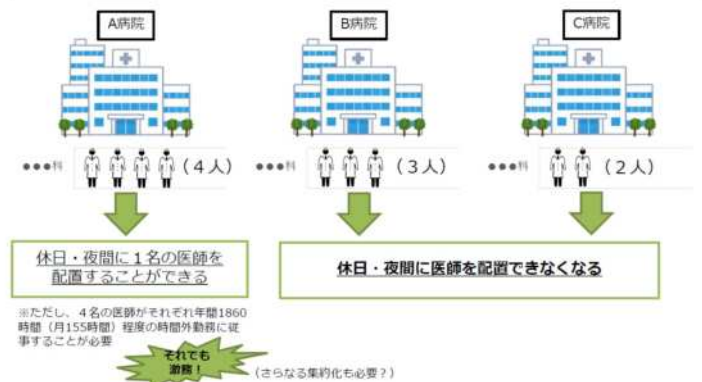 A病院
B病院
C病院
●●●科 （4人）
●●●科 （3人）
●●●科 （2人）
休日・夜間に１名の医師を
配置することができる
休日・夜間に医師を配置できなくなる
※ただし、４名の医師がそれぞれ年間1860
時間（月155時間）程度の時間外勤務に従
事することが必要
それでも
激務！
（さらなる集約化も必要？）